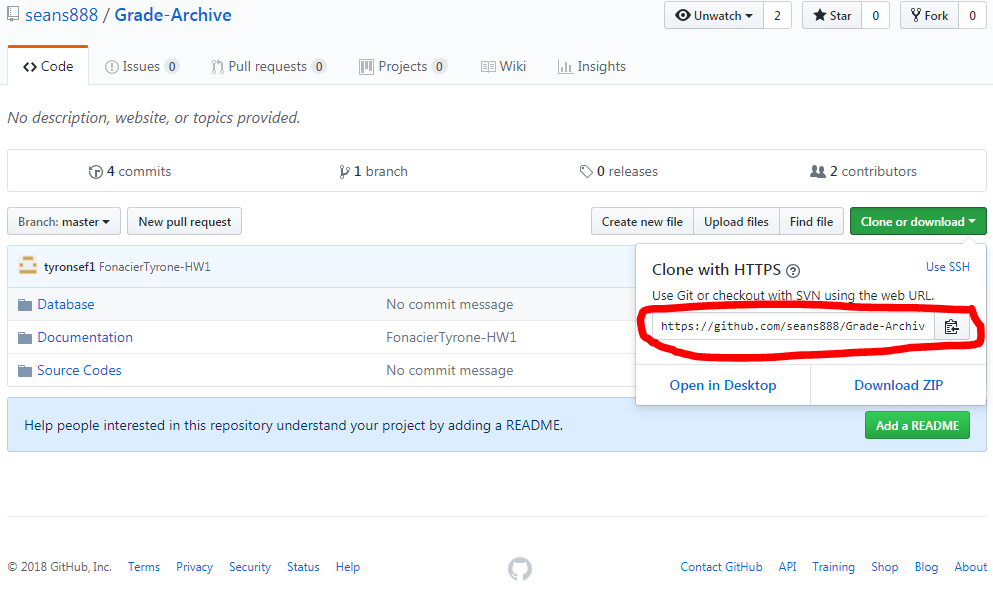 seans888 / Grade-Archive Unwatch 2 Star 0 Fork 0
Code Issues 0 Pull requests 0 Projects 0 Wiki Insights
No description, website, or topics provided.
4 commits 1 branch 0 releases 2 contributors
Branch: master New pull request Create new file Upload files Find file Clone or download
tyronsef1 FonacierTyrone-HW1
Database No commit message
Documentation FonacierTyrone-HW1
Source Codes No commit message
Clone with HTTPS ? Use SSH
Use Git or checkout with SVN using the web URL.
https://github.com/seans888/Grade-Archiv
Open in Desktop Download ZIP
Help people interested in this repository understand your project by adding a README. Add a README
© 2018 GitHub, Inc. Terms Privacy Security Status Help Contact GitHub API Training Shop Blog About